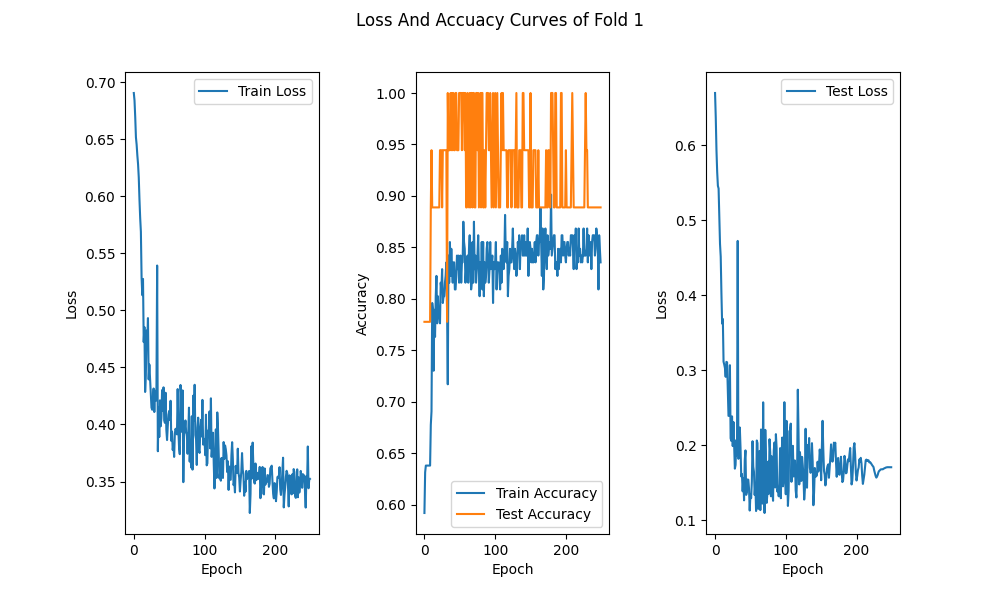 Loss And Accuacy Curves of Fold 1
Train Loss
0.70
0.65
0.60
0.55
0.50
0.45
0.40
0.35
Loss
0
100
200
Epoch
1.00
0.95
0.90
0.85
0.80
0.75
0.70
0.65
0.60
Accuracy
Train Accuracy
Test Accuracy
0
100
200
Epoch
Test Loss
0.6
0.5
0.4
0.3
0.2
0.1
Loss
0
100
200
Epoch